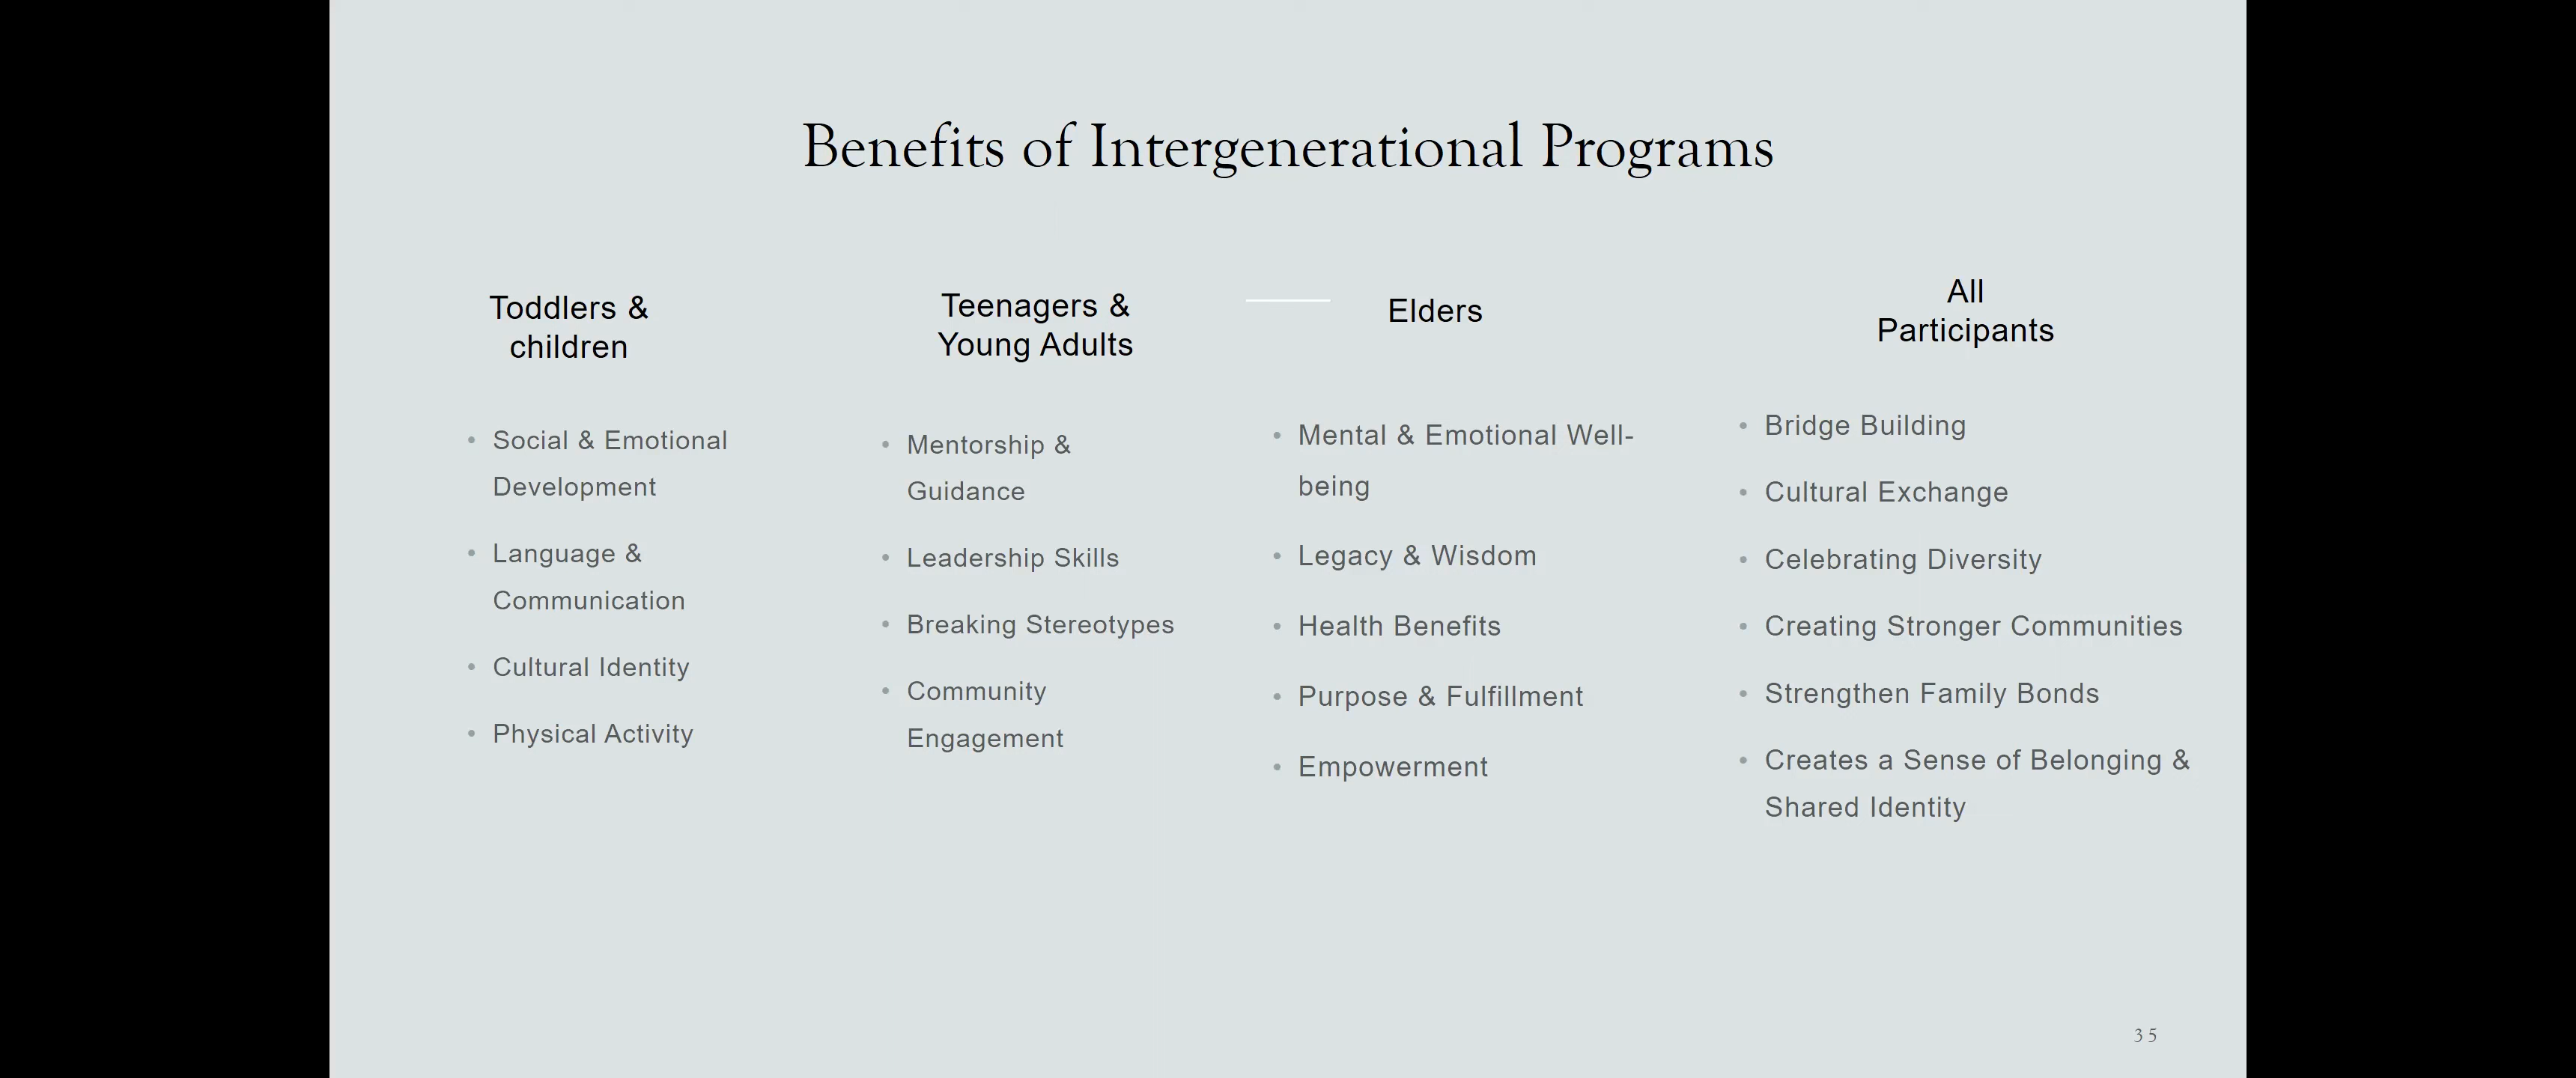 Benefits of Intergenerational Programs
Toddlers &
children
• Social & Emotional
Development
• Language &
Communication
• Cultural Identity
• Physical Activity
Teenagers &
Young Adults
• Mentorship &
Guidance
• Leadership Skills
• Breaking Stereotypes
• Community
Engagement
Elders
• Mental & Emotional Well-
being
• Legacy & Wisdom
• Health Benefits
• Purpose & Fulfillment
• Empowerment
All
Participants
• Bridge Building
• Cultural Exchange
• Celebrating Diversity
• Creating Stronger Communities
• Strengthen Family Bonds
• Creates a Sense of Belonging &
Shared Identity
35